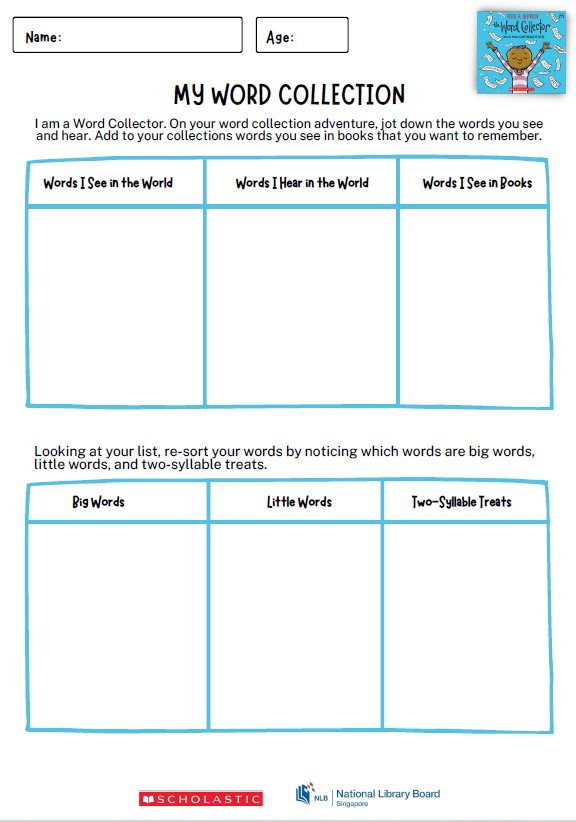 Name:
Age:
PETER H. REYNOLDS
the Word Collector
MY WORD COLLECTION
I am a Word Collector. On your word collection adventure, jot down the words you see
and hear. Add to your collections words you see in books that you want to remember.
Words I See in the World
Words I Hear in the World
Words I See in Books
Looking at your list, re-sort your words by noticing which words are big words,
little words, and two-syllable treats.
Big Words
Little Words
Two-Syllable Treats
SCHOLASTIC
NLB
National Library Board
Singapore